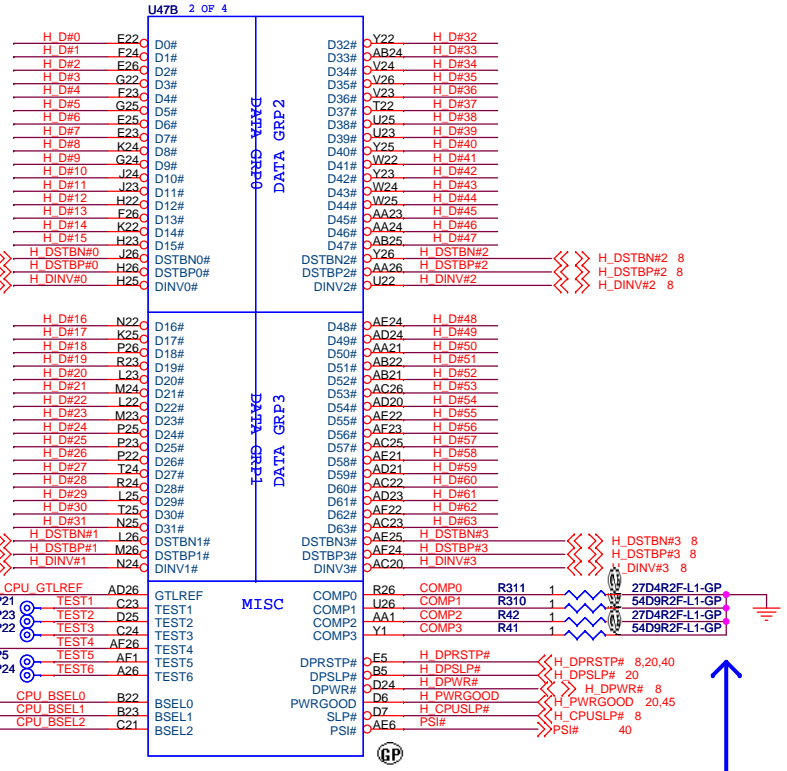 U47B 2 OF 4
H_D#0 E22 D0# D32# Y22 H_D#32
H_D#1 F24 D1# D33# AB24 H_D#33
H_D#2 E26 D2# D34# V24 H_D#34
H_D#3 G22 D3# D35# V26 H_D#35
H_D#4 F23 D4# D36# V23 H_D#36
H_D#5 G25 D5# D37# T22 H_D#37
H_D#6 E25 D6# D38# U25 H_D#38
H_D#7 E23 D7# D39# U23 H_D#39
H_D#8 K24 D8# D40# Y25 H_D#40
H_D#9 G24 D9# D41# W22 H_D#41
H_D#10 J24 D10# D42# Y23 H_D#42
H_D#11 J23 D11# D43# W24 H_D#43
H_D#12 H22 D12# D44# W25 H_D#44
H_D#13 F26 D13# D45# AA23 H_D#45
H_D#14 K22 D14# D46# AA24 H_D#46
H_D#15 H23 D15# D47# AB25 H_D#47
H_DSTBN#0 J26 DSTBN0# DSTBN2# Y26 H_DSTBN#2 H_DSTBN#2 8
H_DSTBP#0 H26 DSTBP0# DSTBP2# AA26 H_DSTBP#2 H_DSTBP#2 8
H_DINV#0 H25 DINV0# DINV2# U22 H_DINV#2 H_DINV#2 8
DATA GRP0
DATA GRP2
H_D#16 N22 D16# D48# AE24 H_D#48
H_D#17 K25 D17# D49# AD24 H_D#49
H_D#18 P26 D18# D50# AA21 H_D#50
H_D#19 R23 D19# D51# AB22 H_D#51
H_D#20 L23 D20# D52# AB21 H_D#52
H_D#21 M24 D21# D53# AC26 H_D#53
H_D#22 L22 D22# D54# AD20 H_D#54
H_D#23 M23 D23# D55# AE22 H_D#55
H_D#24 P25 D24# D56# AF23 H_D#56
H_D#25 P23 D25# D57# AC25 H_D#57
H_D#26 P22 D26# D58# AE21 H_D#58
H_D#27 T24 D27# D59# AD21 H_D#59
H_D#28 R24 D28# D60# AC22 H_D#60
H_D#29 L25 D29# D61# AD23 H_D#61
H_D#30 T25 D30# D62# AF22 H_D#62
H_D#31 N25 D31# D63# AC23 H_D#63
H_DSTBN#1 L26 DSTBN1# DSTBN3# AE25 H_DSTBN#3 H_DSTBN#3 8
H_DSTBP#1 M26 DSTBP1# DSTBP3# AF24 H_DSTBP#3 H_DSTBP#3 8
H_DINV#1 N24 DINV1# DINV3# AC20 H_DINV#3 H_DINV#3 8
DATA GRP1
DATA GRP3
CPU_GTLREF AD26 GTLREF MISC COMP0 R26 COMP0 R311 1 27D4R2F-L1-GP
P21 TEST1 C23 TEST1 COMP1 U26 COMP1 R310 1 54D9R2F-L1-GP
P23 TEST2 D25 TEST2 COMP2 AA1 COMP2 R42 1 27D4R2F-L1-GP
P22 TEST3 C24 TEST3 COMP3 Y1 COMP3 R41 1 54D9R2F-L1-GP
TEST4 AF26 TEST4
P5 TEST5 AF1 TEST5 DPRSTP# E5 H_DPRSTP# H_DPRSTP# 8,20,40
P24 TEST6 A26 TEST6 DPSLP# B5 H_DPSLP# H_DPSLP# 20
DPWR# D24 H_DPWR# H_DPWR# 8
CPU_BSEL0 B22 BSEL0 PWRGOOD D6 H_PWRGOOD H_PWRGOOD 20,45
CPU_BSEL1 B23 BSEL1 SLP# D7 H_CPUSLP# H_CPUSLP# 8
CPU_BSEL2 C21 BSEL2 PSI# AE6 PSI# PSI# 40
GP